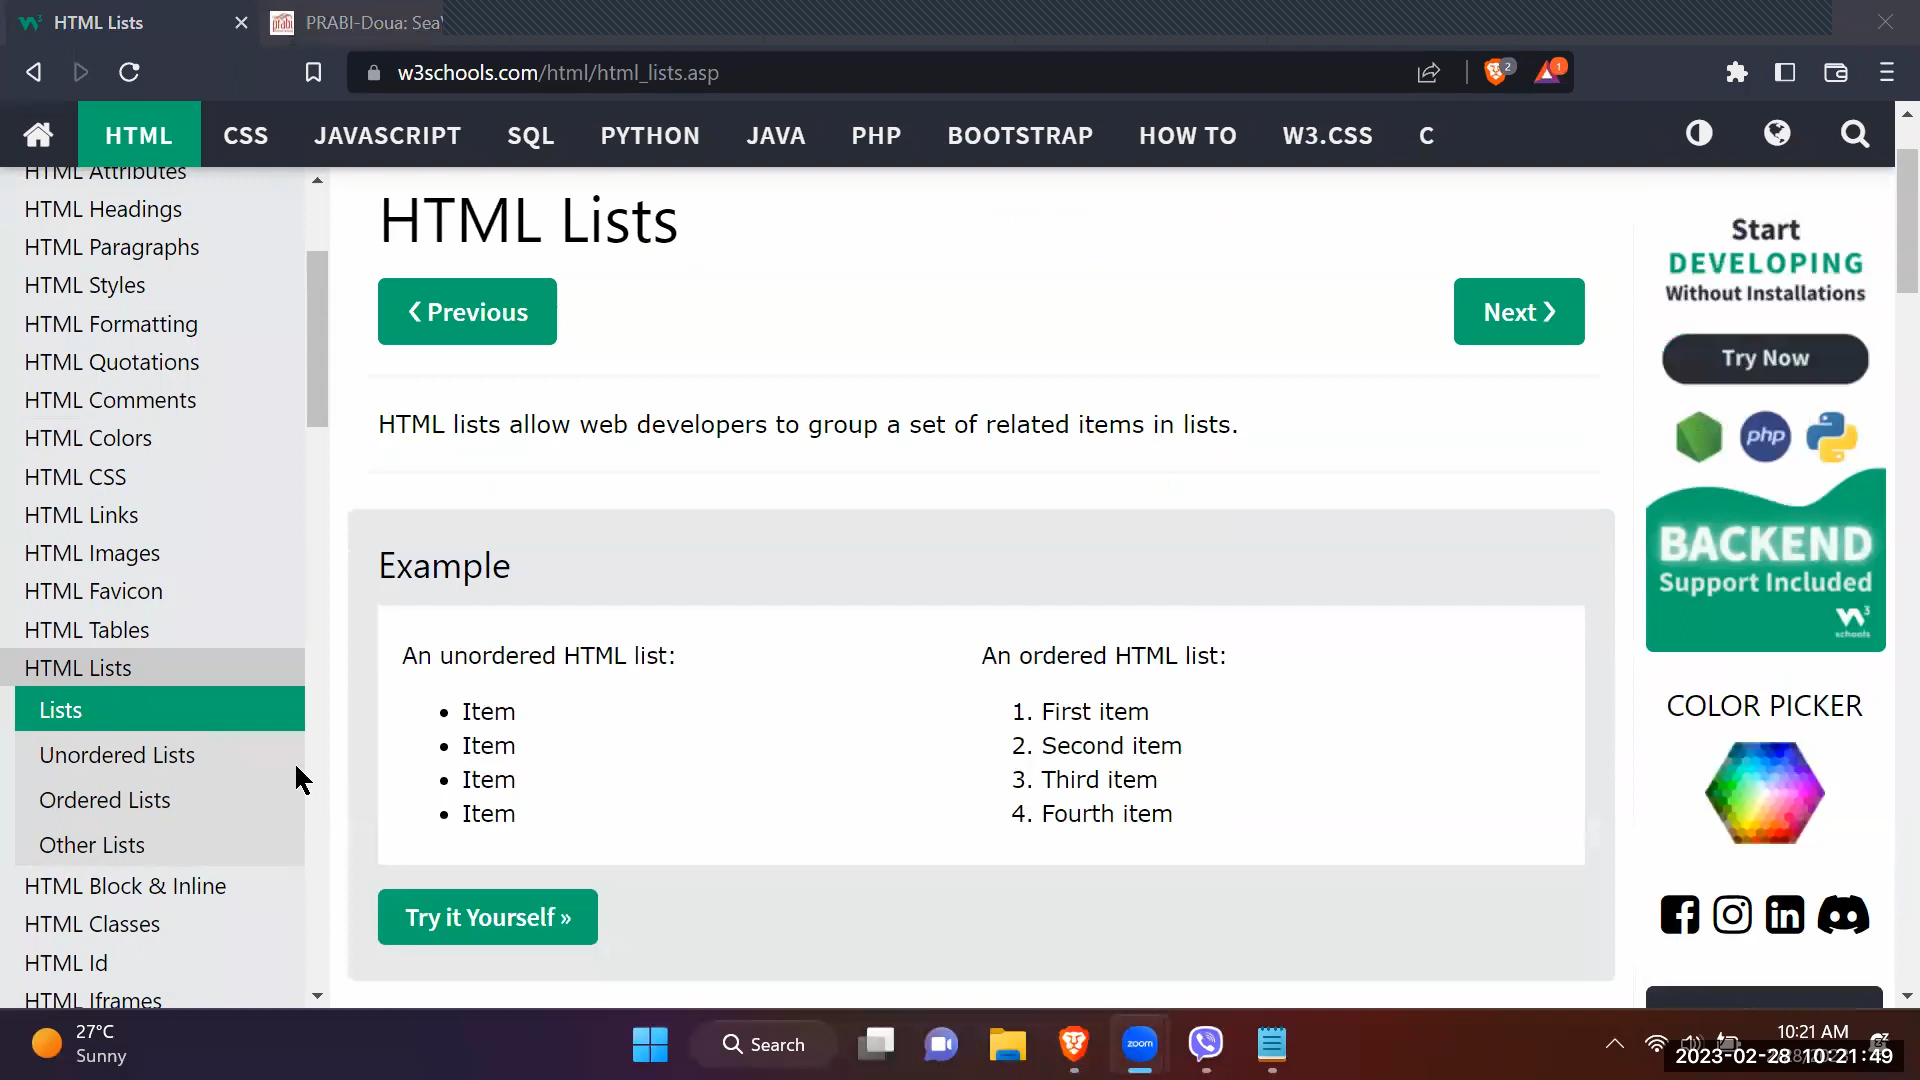 HTML Lists
PRABI-Doua: Sea
w3schools.com/html/html_lists.asp
2
1
HTML
CSS
JAVASCRIPT
SQL
PYTHON
JAVA
PHP
BOOTSTRAP
HOW TO
W3.CSS
C
HTML Attributes
HTML Headings
HTML Paragraphs
HTML Styles
HTML Formatting
HTML Quotations
HTML Comments
HTML Colors
HTML CSS
HTML Links
HTML Images
HTML Favicon
HTML Tables
HTML Lists
Lists
Unordered Lists
Ordered Lists
Other Lists
HTML Block & Inline
HTML Classes
HTML Id
HTML Iframes
HTML Lists
❮ Previous
Next ❯
HTML lists allow web developers to group a set of related items in lists.
Example
An unordered HTML list:
• Item
• Item
• Item
• Item
An ordered HTML list:
1. First item
2. Second item
3. Third item
4. Fourth item
Try it Yourself »
Start
DEVELOPING
Without Installations
Try Now
php
BACKEND
Support Included
W3
schools
COLOR PICKER
27°C
Sunny
Search
zoom
10:21 AM
2023-02-28 10:21:49